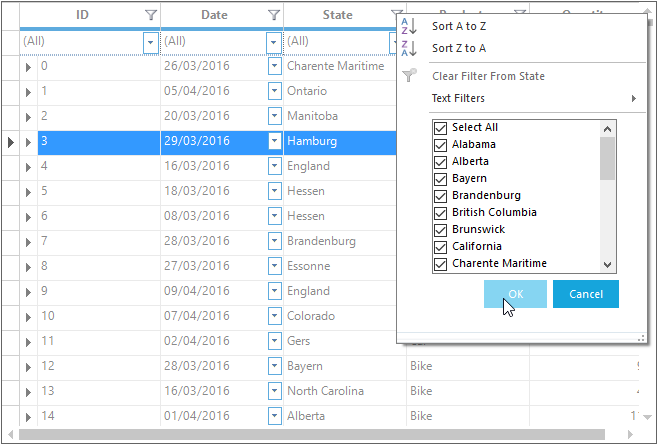 ID Date State
(All) (All) (All)
0 26/03/2016 Charente Maritime
1 05/04/2016 Ontario
2 20/03/2016 Manitoba
3 29/03/2016 Hamburg
4 16/03/2016 England
5 18/03/2016 Hessen
6 08/03/2016 Hessen
7 28/03/2016 Brandenburg
8 27/03/2016 Essonne
9 09/04/2016 England
10 07/04/2016 Colorado
11 02/04/2016 Gers
12 28/03/2016 Bayern Bike
13 16/03/2016 North Carolina Bike
14 01/04/2016 Alberta Bike
Sort A to Z
Sort Z to A
Clear Filter From State
Text Filters
Select All
Alabama
Alberta
Bayern
Brandenburg
British Columbia
Brunswick
California
Charente Maritime
OK Cancel